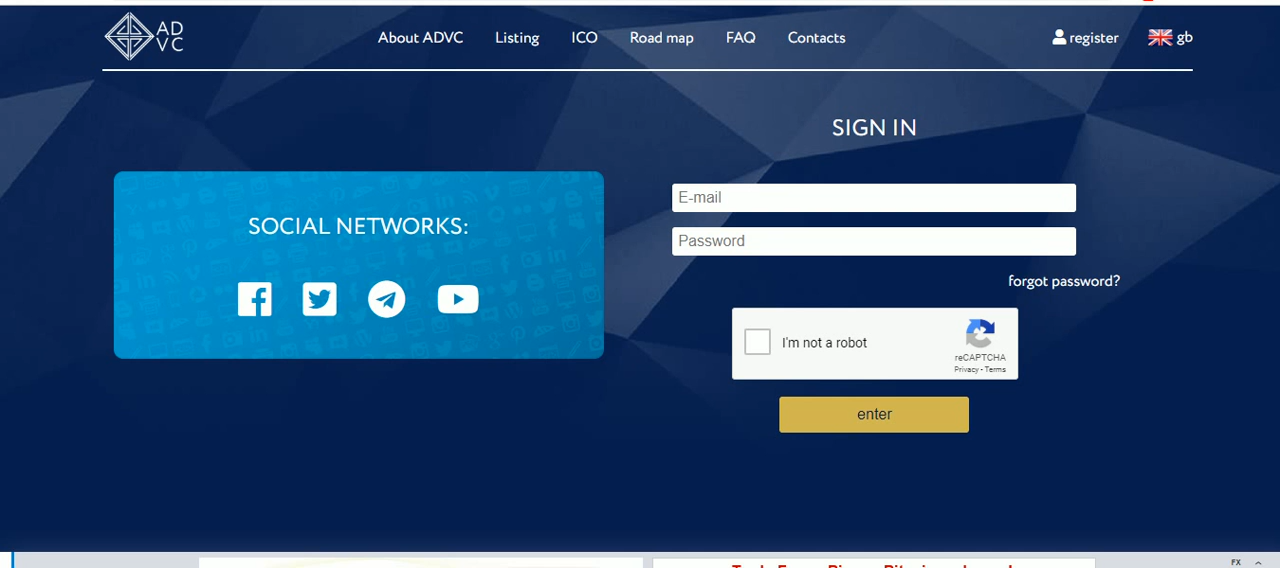 AD
VC
About ADVC Listing ICO Road map FAQ Contacts register gb
SIGN IN
SOCIAL NETWORKS:
E-mail
Password
forgot password?
I'm not a robot
reCAPTCHA
Privacy - Terms
enter
FX